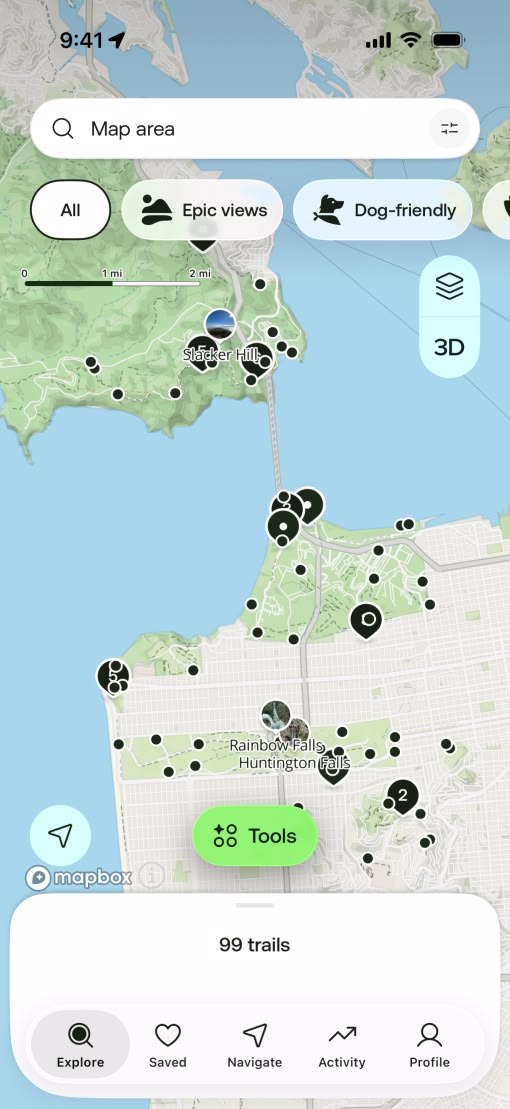 9:41
Map area
All
Epic views
Dog-friendly
0 1 mi 2 mi
3D
Slacker Hill
2
5
Rainbow Falls
Huntington Falls
2
Tools
mapbox
99 trails
Explore
Saved
Navigate
Activity
Profile